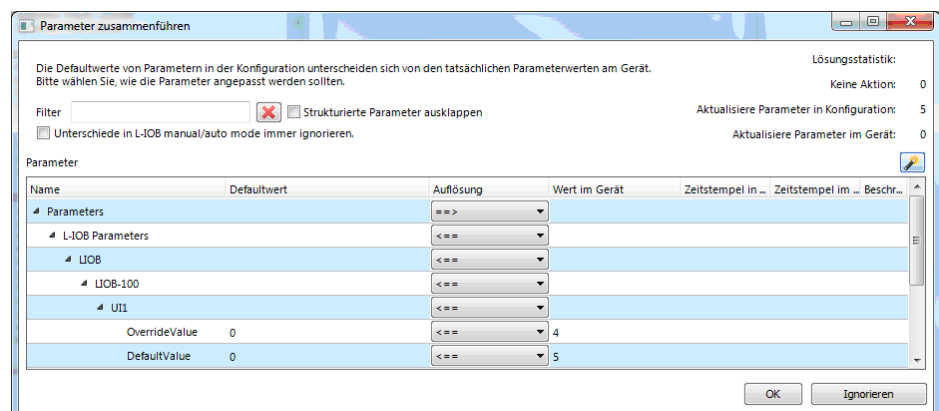 Parameter zusammenführen
Die Defaultwerte von Parametern in der Konfiguration unterscheiden sich von den tatsächlichen Parameterwerten am Gerät.
Bitte wählen Sie, wie die Parameter angepasst werden sollten.
Lösungsstatistik:
Keine Aktion: 0
Filter Strukturierte Parameter ausklappen
Aktualisiere Parameter in Konfiguration: 5
Unterschiede in L-IOB manual/auto mode immer ignorieren.
Aktualisiere Parameter im Gerät: 0
Parameter
Name Defaultwert Auflösung Wert im Gerät Zeitstempel in ... Zeitstempel im ... Beschr...
Parameters ==>
L-IOB Parameters <==
LIOB <==
LIOB-100 <==
UI1 <==
OverrideValue 0 <== 4
DefaultValue 0 <== 5
OK Ignorieren